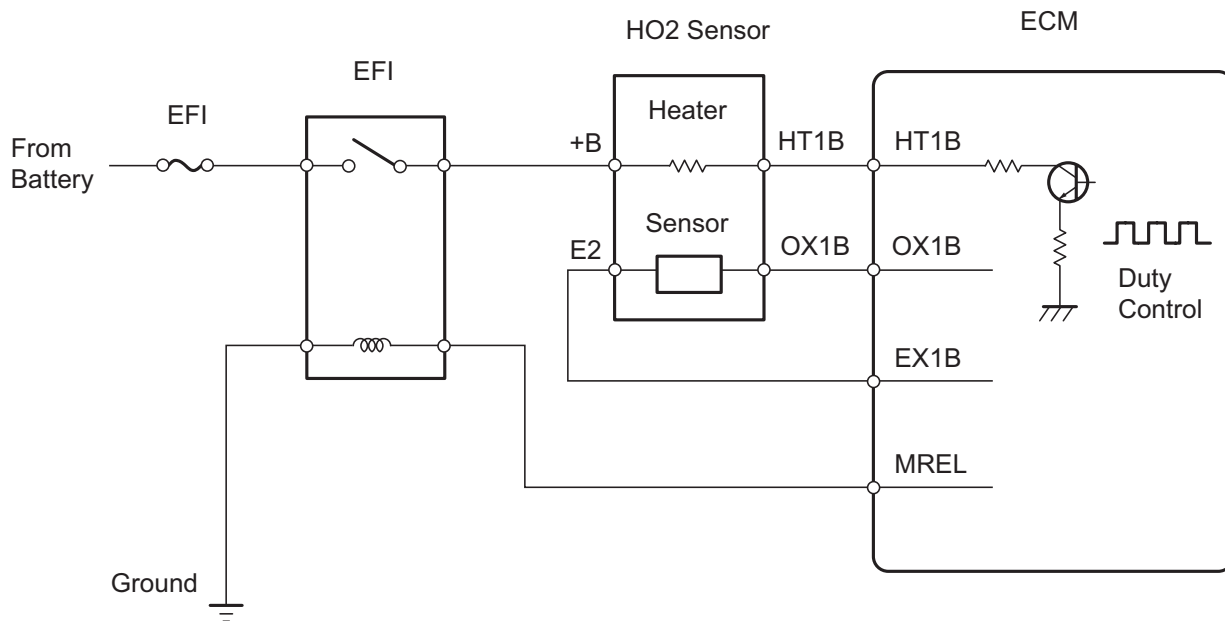 ECM
HO2 Sensor
EFI
EFI
From
Battery
Heater
+B
HT1B
HT1B
Sensor
E2
OX1B
OX1B
Duty
Control
EX1B
MREL
Ground